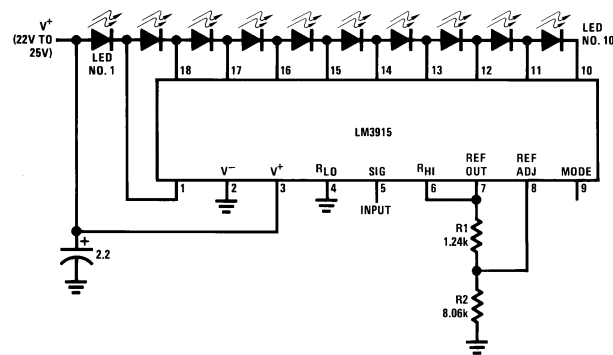 V+
(22V TO
25V)
LED
NO. 1
LED
NO. 10
18 17 16 15 14 13 12 11 10
LM3915
V− V+ RLO SIG RHI REF OUT REF ADJ MODE
1 2 3 4 5 6 7 8 9
INPUT
+
2.2
R1
1.24k
R2
8.06k